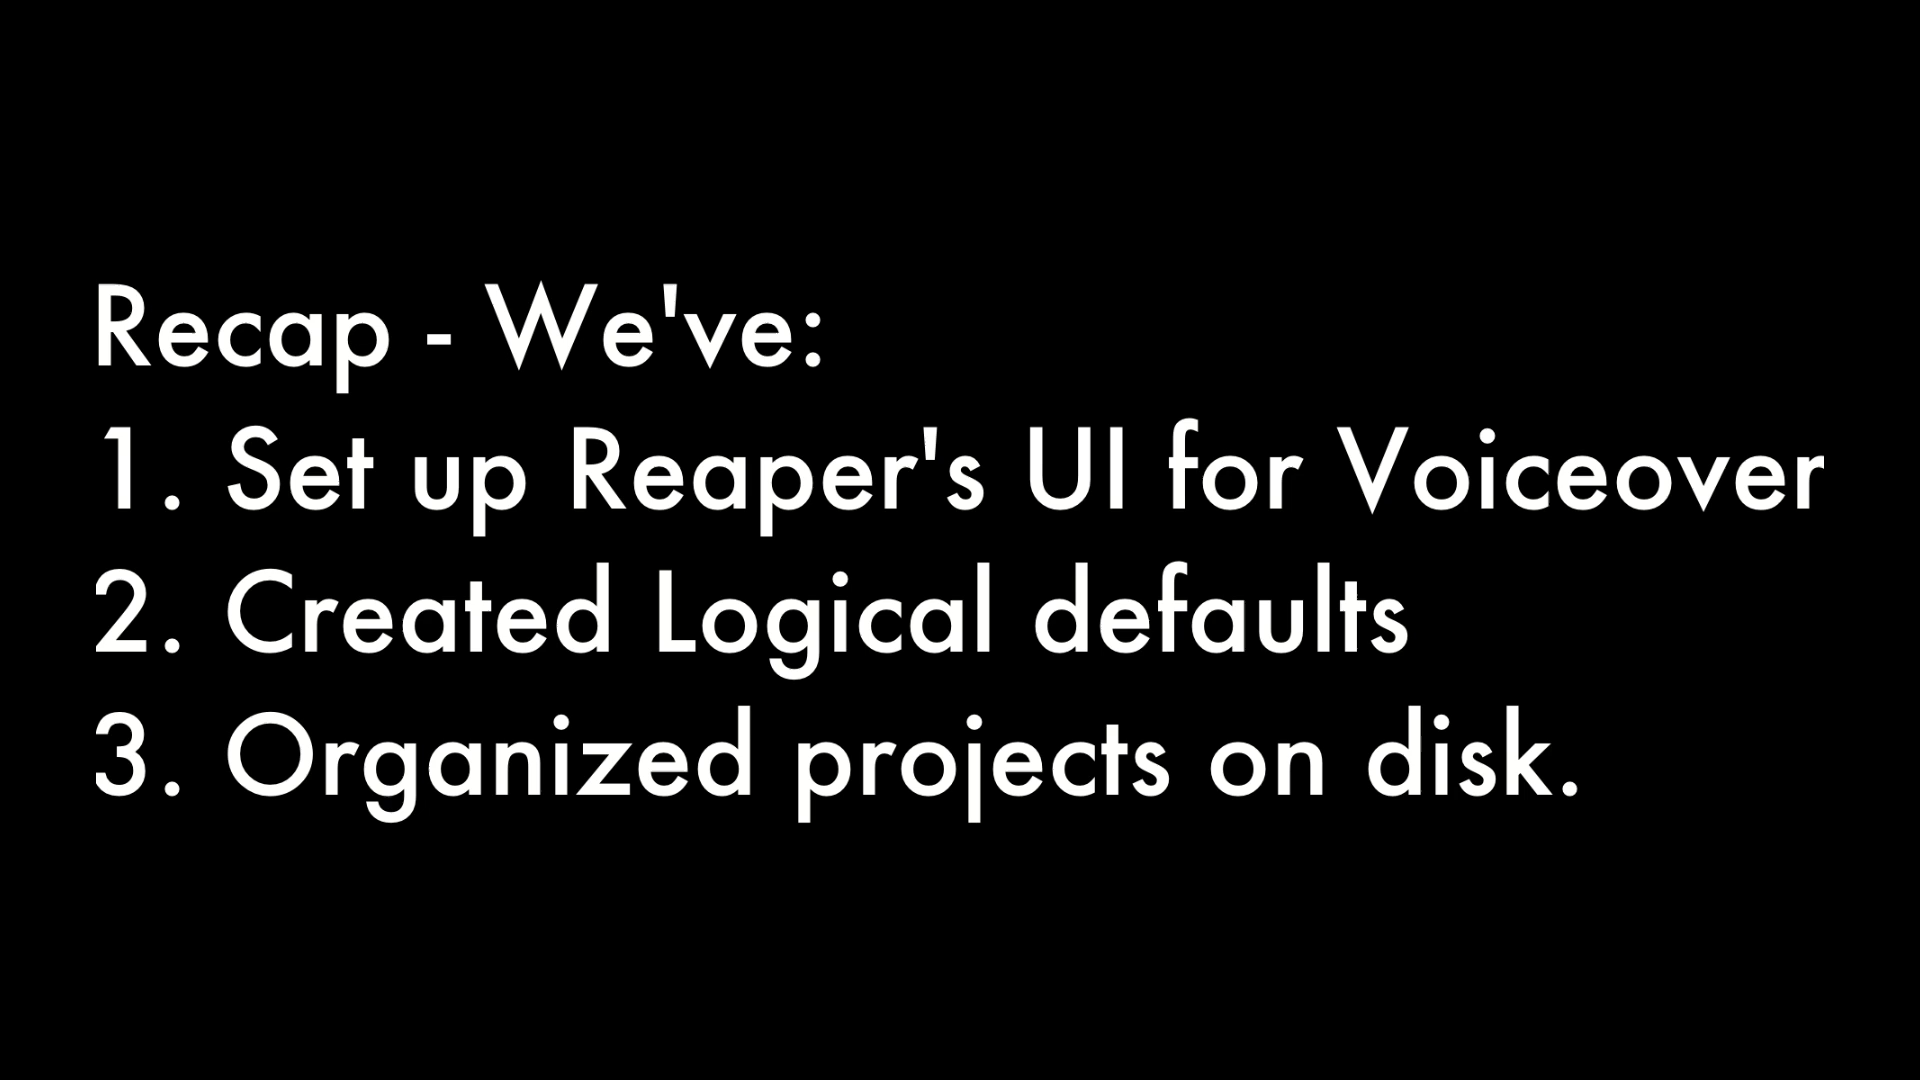 Recap - We've:
1. Set up Reaper's UI for Voiceover
2. Created Logical defaults
3. Organized projects on disk.